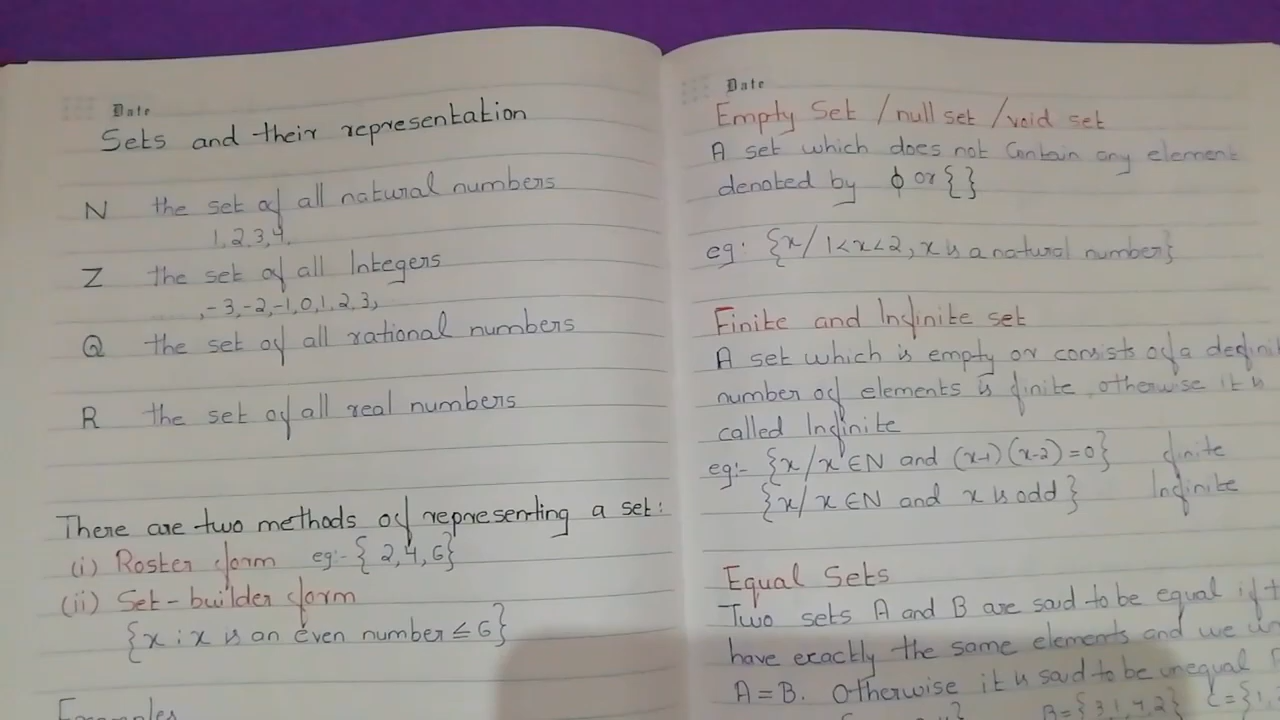 Date
Sets and their representation
N the set of all natural numbers
1,2,3,4,
Z the set of all Integers
,-3,-2,-1,0,1,2,3,
Q the set of all rational numbers
R the set of all real numbers
There are two methods of representing a set:
(i) Roster form eg:- {2,4,6}
(ii) Set-builder form
{x : x is an even number ≤ 6}
Examples
Date
Empty Set / null set / void set
A set which does not contain any element
denoted by ϕ or { }
eg: {x/ 1<x<2, x is a natural number}
Finite and Infinite set
A set which is empty or consists of a defini
number of elements is finite, otherwise it is
called Infinite
eg:- {x/x∈N and (x-1)(x-2)=0} finite
{x/x∈N and x is odd} Infinite
Equal Sets
Two sets A and B are said to be equal if t
have exactly the same elements and we
A=B. Otherwise it is said to be unequal
B={3,1,4,2} C={1,